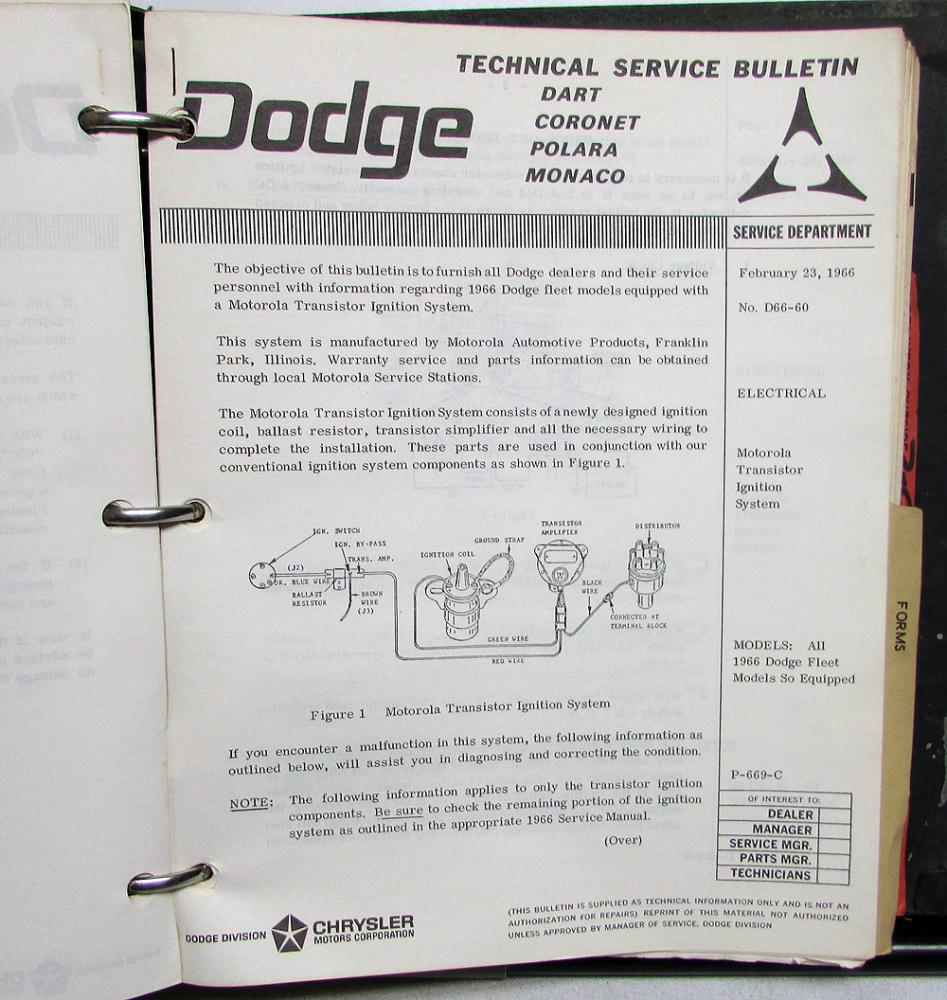 TECHNICAL SERVICE BULLETIN
Dodge
DART
CORONET
POLARA
MONACO
SERVICE DEPARTMENT
February 23, 1966
No. D66-60
ELECTRICAL
Motorola
Transistor
Ignition
System
MODELS: All
1966 Dodge Fleet
Models So Equipped
P-669-C
OF INTEREST TO:
DEALER
MANAGER
SERVICE MGR.
PARTS MGR.
TECHNICIANS
The objective of this bulletin is to furnish all Dodge dealers and their service
personnel with information regarding 1966 Dodge fleet models equipped with
a Motorola Transistor Ignition System.
This system is manufactured by Motorola Automotive Products, Franklin
Park, Illinois. Warranty service and parts information can be obtained
through local Motorola Service Stations.
The Motorola Transistor Ignition System consists of a newly designed ignition
coil, ballast resistor, transistor simplifier and all the necessary wiring to
complete the installation. These parts are used in conjunction with our
conventional ignition system components as shown in Figure 1.
IGN. SWITCH
IGN. BY-PASS
TRANS. AMP.
(J2)
DK. BLUE WIRE
BALLAST
RESISTOR
BROWN
WIRE
(J3)
IGNITION COIL
GROUND STRAP
TRANSISTOR
AMPLIFIER
DISTRIBUTOR
BLACK
WIRE
CONNECTED AT
TERMINAL BLOCK
GREEN WIRE
RED WIRE
Figure 1 Motorola Transistor Ignition System
If you encounter a malfunction in this system, the following information as
outlined below, will assist you in diagnosing and correcting the condition.
NOTE: The following information applies to only the transistor ignition
components. Be sure to check the remaining portion of the ignition
system as outlined in the appropriate 1966 Service Manual.
(Over)
DODGE DIVISION
CHRYSLER
MOTORS CORPORATION
(THIS BULLETIN IS SUPPLIED AS TECHNICAL INFORMATION ONLY AND IS NOT AN
AUTHORIZATION FOR REPAIRS) REPRINT OF THIS MATERIAL NOT AUTHORIZED
UNLESS APPROVED BY MANAGER OF SERVICE, DODGE DIVISION
FORMS